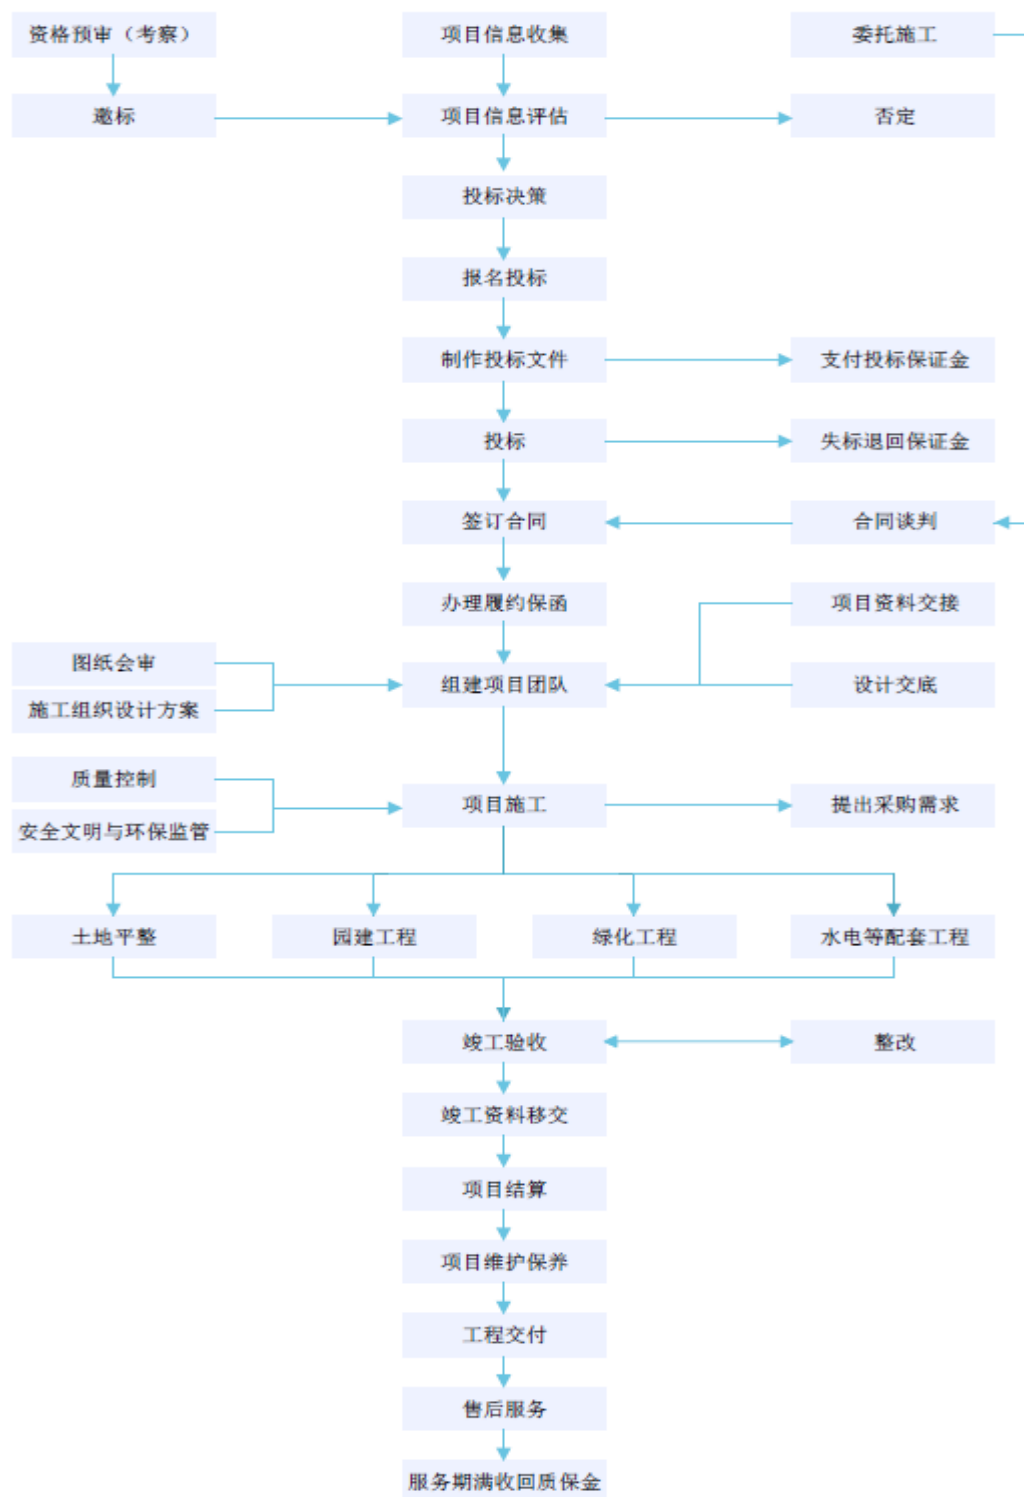 资格预审（考察）
项目信息收集
委托施工
邀标
项目信息评估
否定
投标决策
报名投标
制作投标文件
支付投标保证金
投标
失标退回保证金
签订合同
合同谈判
办理履约保函
项目资料交接
图纸会审
组建项目团队
设计交底
施工组织设计方案
质量控制
项目施工
提出采购需求
安全文明与环保监管
土地平整
园建工程
绿化工程
水电等配套工程
竣工验收
整改
竣工资料移交
项目结算
项目维护保养
工程交付
售后服务
服务期满收回质保金